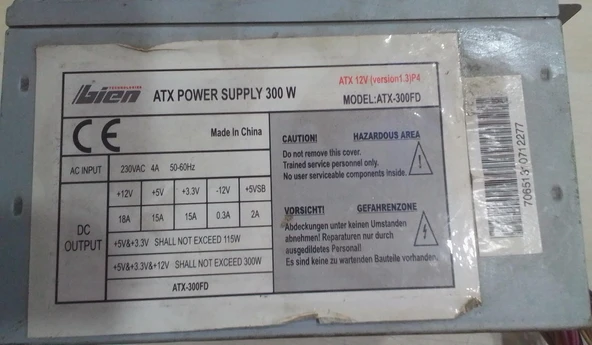 bien
TECHNOLOGIES
ATX POWER SUPPLY 300 W
ATX 12V (version1.3)P4
MODEL:ATX-300FD
CE
Made In China
AC INPUT 230VAC 4A 50-60Hz
DC OUTPUT
+12V +5V +3.3V -12V +5VSB
18A 15A 15A 0.3A 2A
+5V&+3.3V SHALL NOT EXCEED 115W
+5V&+3.3V&+12V SHALL NOT EXCEED 300W
ATX-300FD
CAUTION! HAZARDOUS AREA
Do not remove this cover.
Trained service personnel only.
No user serviceable components inside.
VORSICHT! GEFAHRENZONE
Abdeckungen unter keinen Umstanden
abnehmen! Reparaturen nur durch
ausgedildetes Personal!
Es sind keine zu wartenden Bauteile vorhanden.
70651310712277